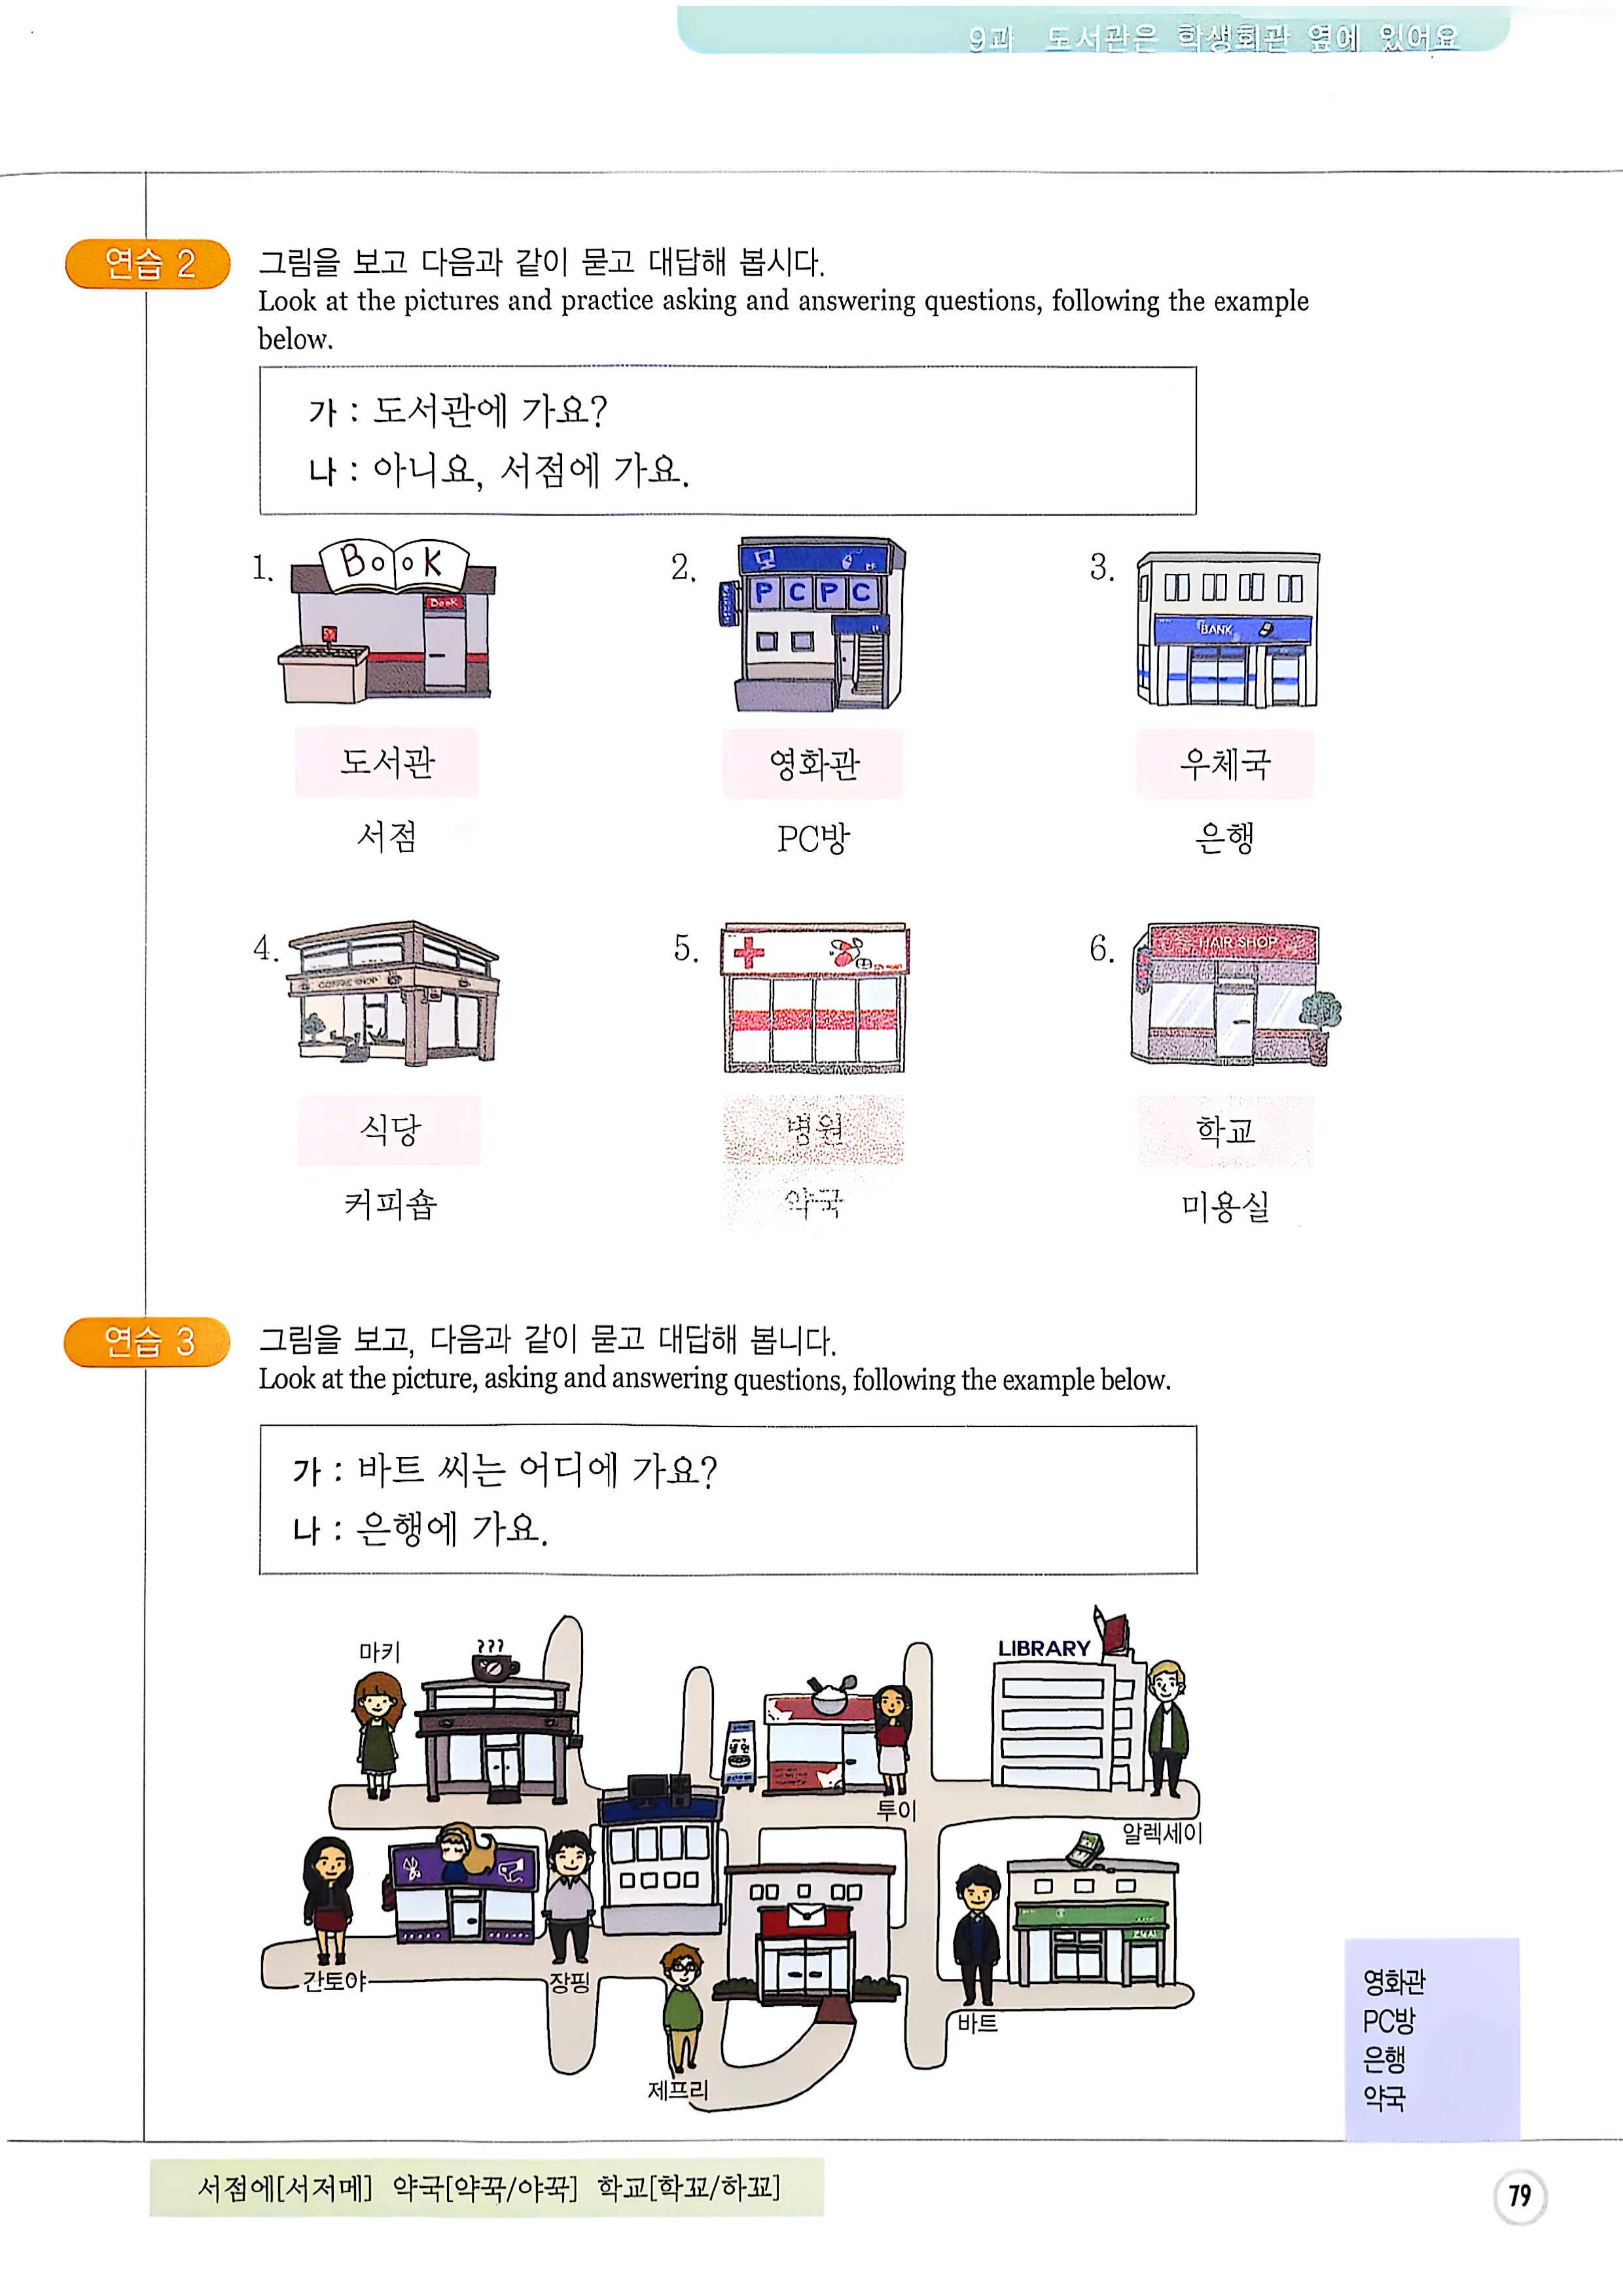 9과 도서관은 학생회관 옆에 있어요
연습 2
그림을 보고 다음과 같이 묻고 대답해 봅시다.
Look at the pictures and practice asking and answering questions, following the example
below.
가 : 도서관에 가요?
나 : 아니요, 서점에 가요.
1.
BooK
Book
2.
PCPC
3.
BANK
도서관
영화관
우체국
서점
PC방
은행
4.
COFFEE SHOP
5.
6.
HAIR SHOP
식당
병원
학교
커피숍
약국
미용실
연습 3
그림을 보고, 다음과 같이 묻고 대답해 봅니다.
Look at the picture, asking and answering questions, following the example below.
가 : 바트 씨는 어디에 가요?
나 : 은행에 가요.
마키
LIBRARY
냉면
투이
알렉세이
간토야
장핑
바트
제프리
영화관
PC방
은행
약국
서점에[서저메] 약국[약꾹/야꾹] 학교[학꾜/하꾜]
79